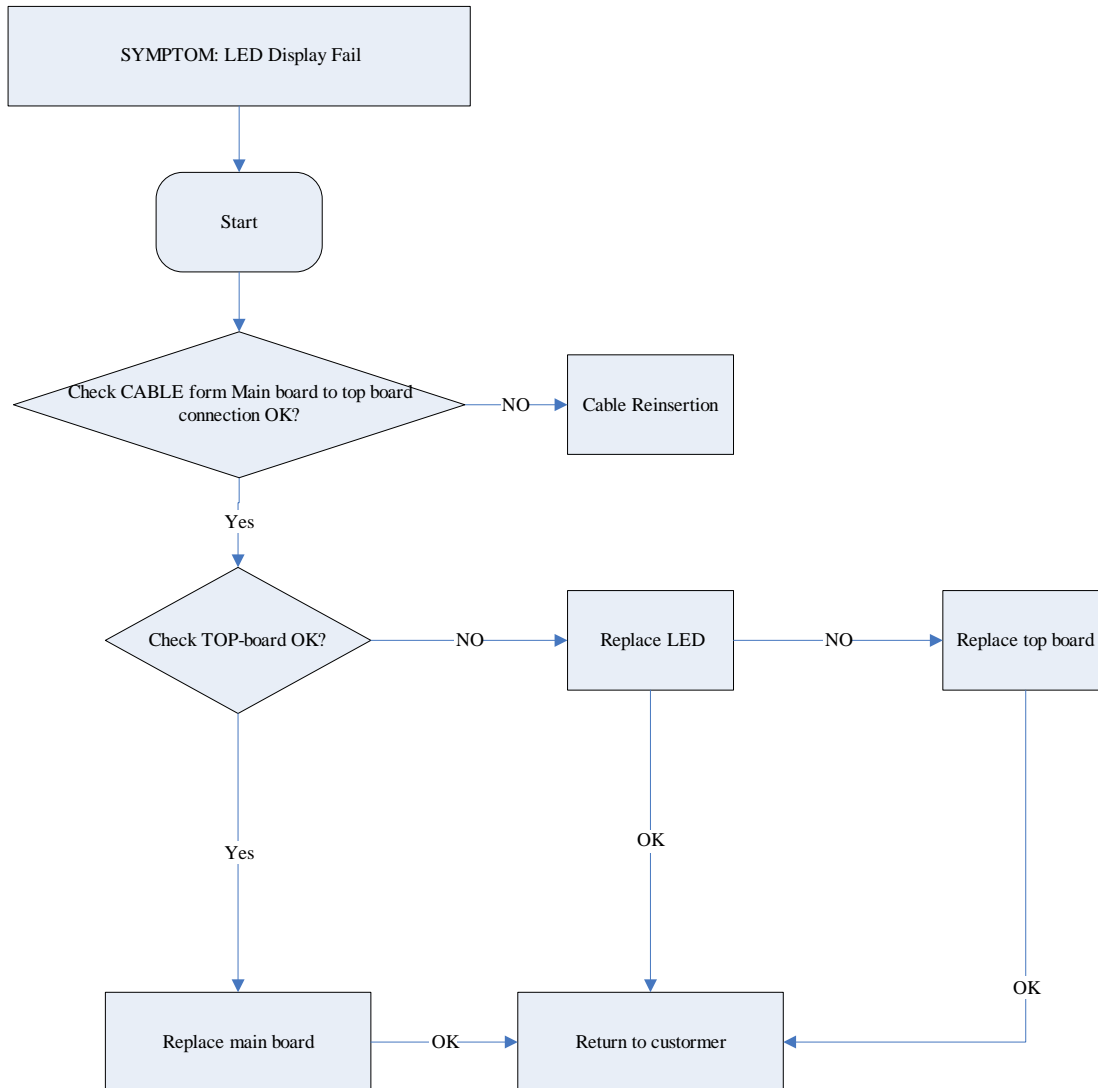 SYMPTOM: LED Display Fail
Start
Check CABLE form Main board to top board
connection OK?
NO
Cable Reinsertion
Yes
Check TOP-board OK?
NO
Replace LED
NO
Replace top board
Yes
OK
OK
Replace main board
OK
Return to custormer